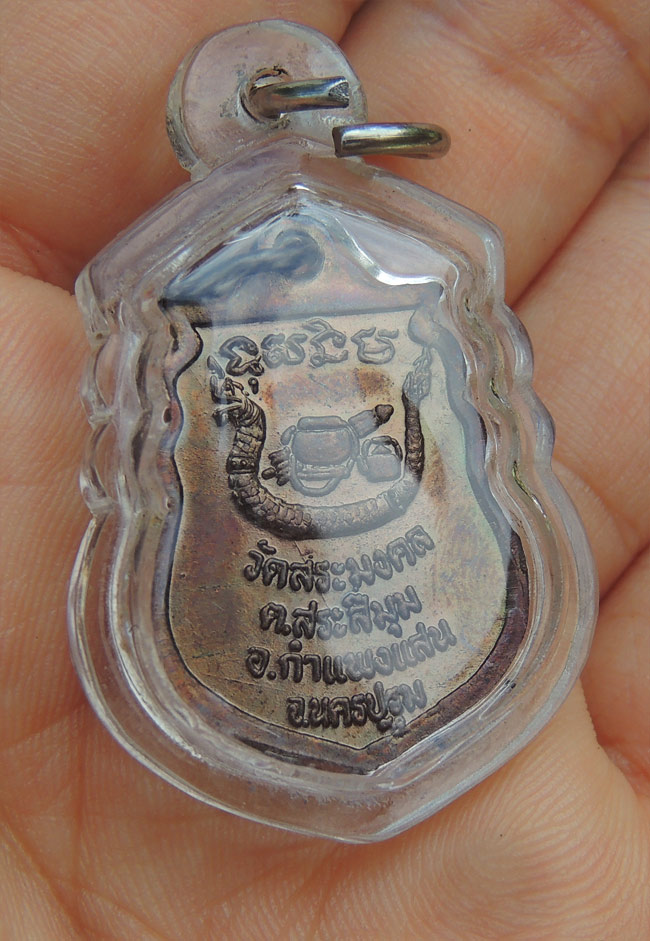 วัดสระมงคล
ต.สระสี่มุม
อ.กำแพงแสน
จ.นครปฐม